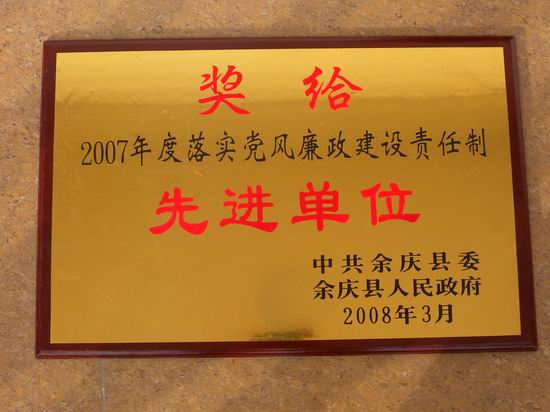 奖给
2007年度落实党风廉政建设责任制
先进单位
中共余庆县委
余庆县人民政府
2008年3月